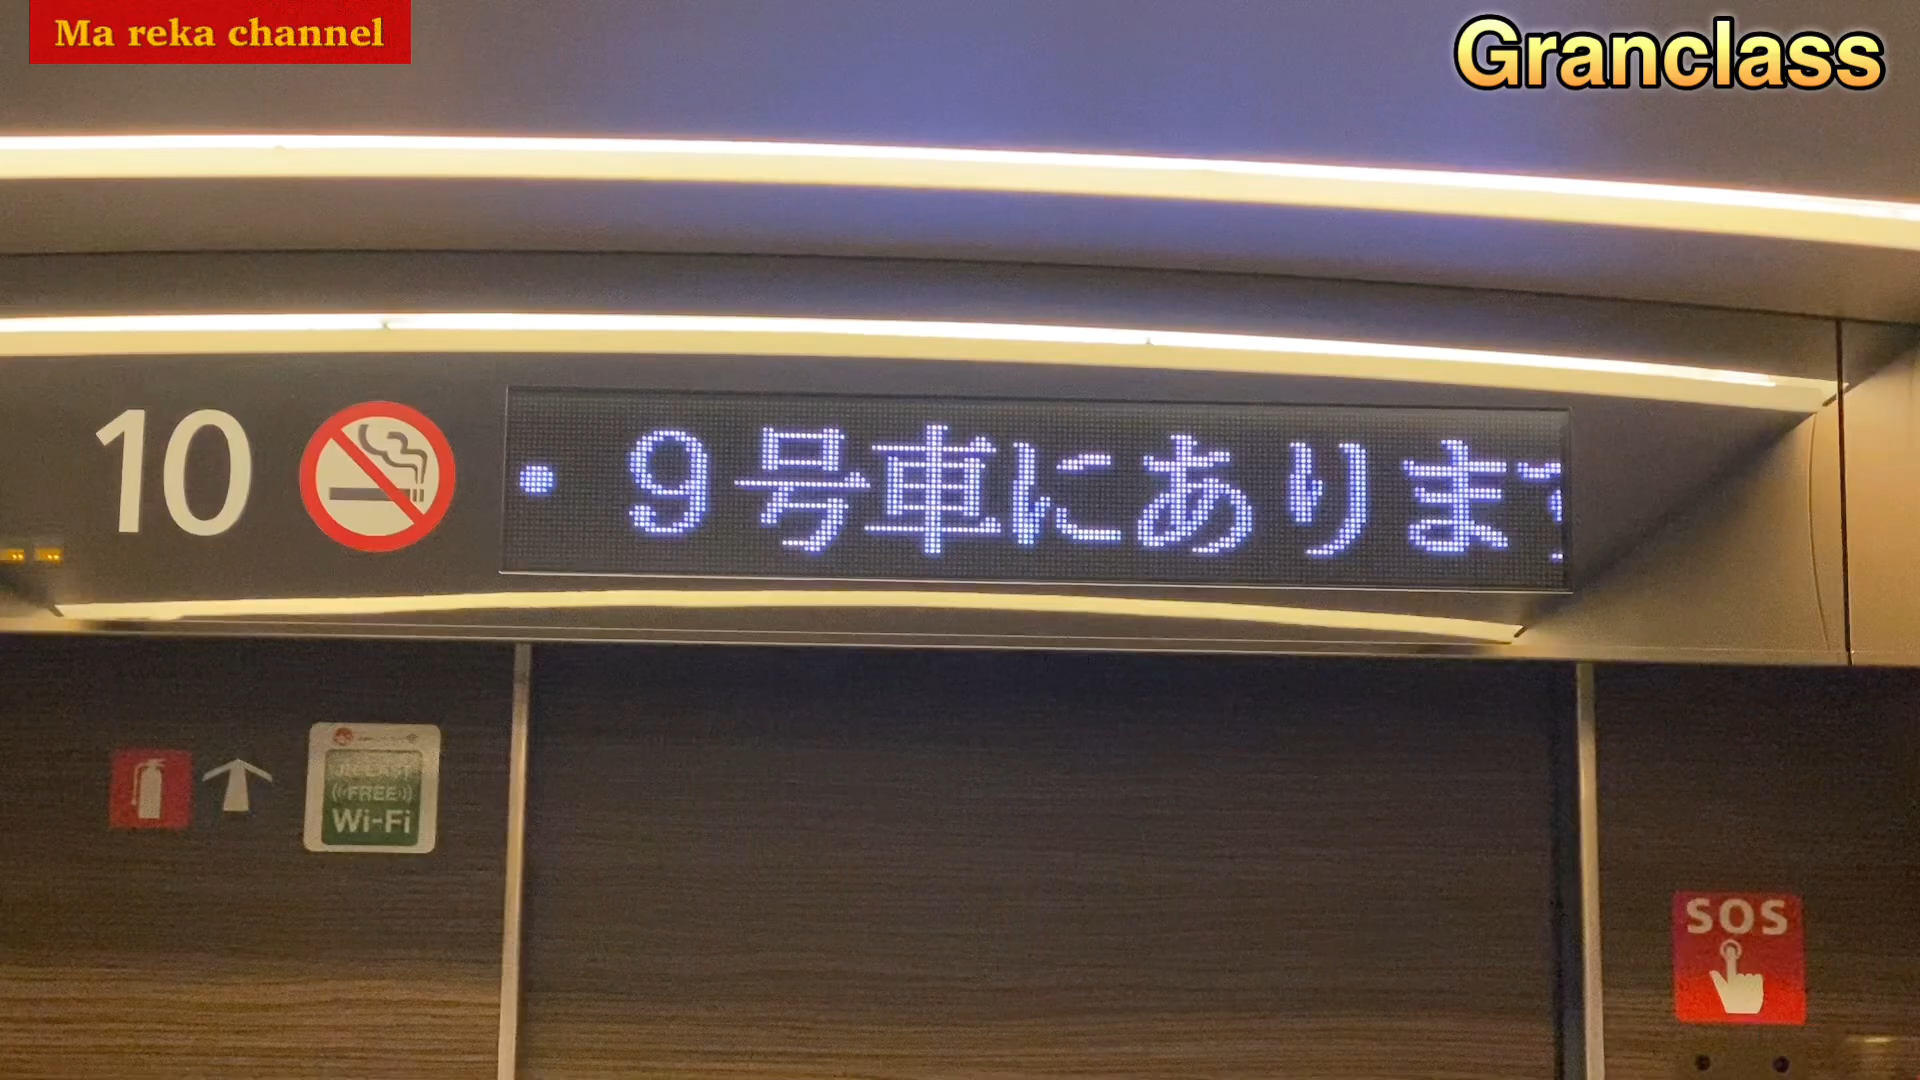 Ma reka channel
Granclass
10
・9号車にありま
FREE
Wi-Fi
SOS